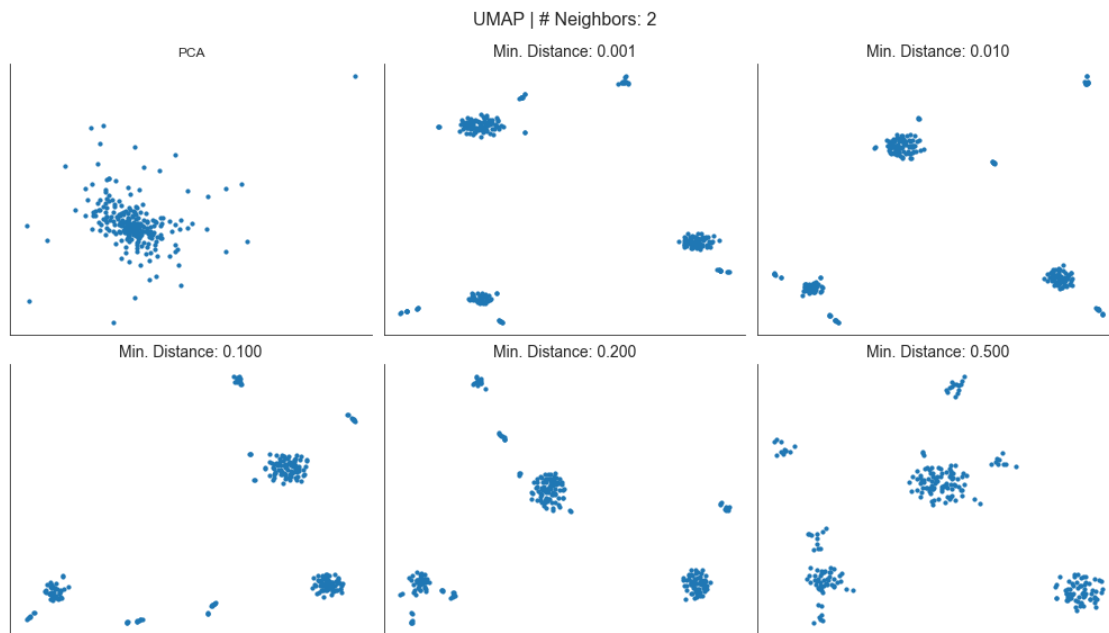 UMAP | # Neighbors: 2
PCA
Min. Distance: 0.001
Min. Distance: 0.010
Min. Distance: 0.100
Min. Distance: 0.200
Min. Distance: 0.500